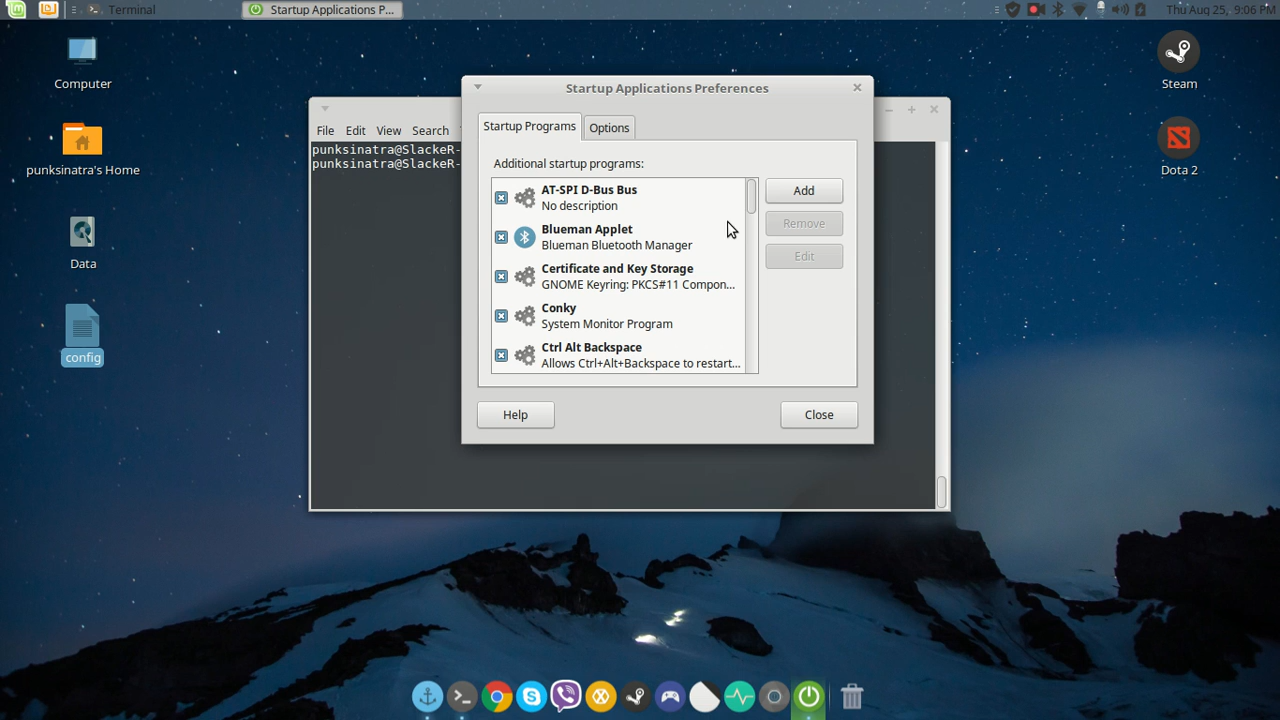 Terminal
Startup Applications P...
Thu Aug 25, 9:06 PM
Computer
punksinatra's Home
Data
config
Steam
Dota 2
File Edit View Search
punksinatra@SlackeR-
punksinatra@SlackeR-
Startup Applications Preferences
Startup Programs
Options
Additional startup programs:
AT-SPI D-Bus Bus
No description
Blueman Applet
Blueman Bluetooth Manager
Certificate and Key Storage
GNOME Keyring: PKCS#11 Compon...
Conky
System Monitor Program
Ctrl Alt Backspace
Allows Ctrl+Alt+Backspace to restart...
Add
Remove
Edit
Help
Close